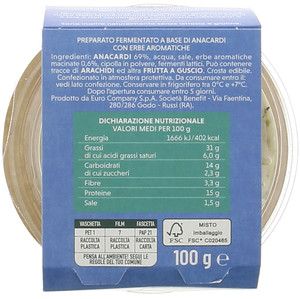 PREPARATO FERMENTATO A BASE DI ANACARDI
CON ERBE AROMATICHE
Ingredienti: ANACARDI 69%, acqua, sale, erbe aromatiche
macinate 0,6%, cipolla in polvere, fermenti lattici, Può contenere
tracce di ARACHIDI ed altra FRUTTA A GUSCIO. Crosta edibile.
Confezionato in atmosfera protettiva. Da consumare entro il:
vedi lato confezione. Conservare in frigorifero tra 0°C e +7°C.
Dopo l'apertura consumare entro 5 giorni.
Prodotto da Euro Company S.p.A. Società Benefit - Via Faentina,
280/286 Godo - Russi (RA).
DICHIARAZIONE NUTRIZIONALE
VALORI MEDI PER 100 g
Energia 1666 kJ/402 kcal
Grassi 31 g
di cui acidi grassi saturi 6,0 g
Carboidrati 14 g
di cui zuccheri 2,3 g
Fibre 3,3 g
Proteine 15 g
Sale 1,5 g
VASCHETTA FILM FASCETTA
PET 1 7 PAP 21
RACCOLTA RACCOLTA RACCOLTA
PLASTICA PLASTICA CARTA
PENSA ALL'AMBIENTE! SEGUI LE
REGOLE DEL TUO COMUNE
FSC
MISTO
Imballaggio
FSC® C020465
100 g e